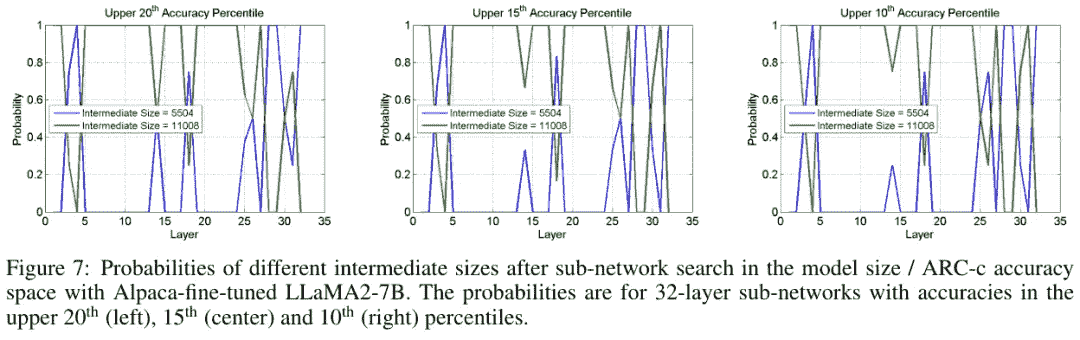 Upper 20th Accuracy Percentile
1
0.8
0.6
0.4
0.2
0
Probability
Intermediate Size = 5504
Intermediate Size = 11008
0 5 10 15 20 25 30 35
Layer
Upper 15th Accuracy Percentile
1
0.8
0.6
0.4
0.2
0
Probability
Intermediate Size = 5504
Intermediate Size = 11008
0 5 10 15 20 25 30 35
Layer
Upper 10th Accuracy Percentile
1
0.8
0.6
0.4
0.2
0
Probability
Intermediate Size = 5504
Intermediate Size = 11008
0 5 10 15 20 25 30 35
Layer
Figure 7: Probabilities of different intermediate sizes after sub-network search in the model size / ARC-c accuracy
space with Alpaca-fine-tuned LLaMA2-7B. The probabilities are for 32-layer sub-networks with accuracies in the
upper 20th (left), 15th (center) and 10th (right) percentiles.